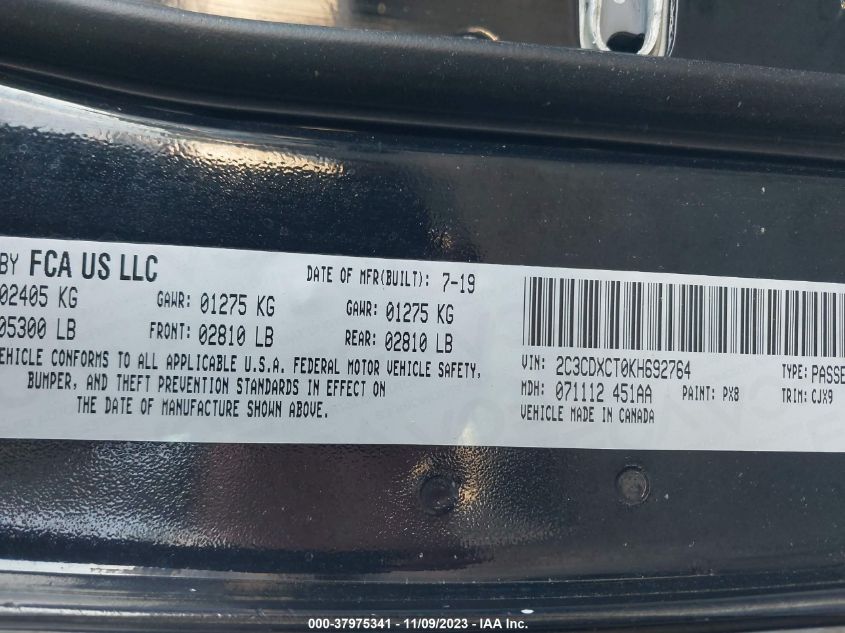 BY FCA US LLC
DATE OF MFR(BUILT): 7-19
02405 KG GAWR: 01275 KG GAWR: 01275 KG
05300 LB FRONT: 02810 LB REAR: 02810 LB
VEHICLE CONFORMS TO ALL APPLICABLE U.S.A. FEDERAL MOTOR VEHICLE SAFETY,
BUMPER, AND THEFT PREVENTION STANDARDS IN EFFECT ON
THE DATE OF MANUFACTURE SHOWN ABOVE.
VIN: 2C3CDXCT0KH692764 TYPE: PASSE
MDH: 071112 451AA PAINT: PX8 TRIM: CJX9
VEHICLE MADE IN CANADA
000-37975341 - 11/09/2023 - IAA Inc.